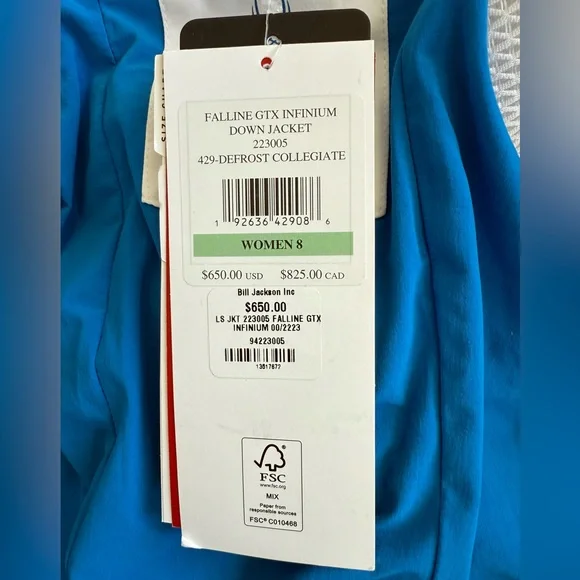 FALLINE GTX INFINIUM
DOWN JACKET
223005
429-DEFROST COLLEGIATE
1 92636 42908 6
WOMEN 8
$650.00 USD $825.00 CAD
Bill Jackson Inc
$650.00
LS JKT 223005 FALLINE GTX
INFINIUM 00/2223
94223005
13617672
FSC
www.fsc.org
MIX
Paper from
responsible sources
FSC® C010468